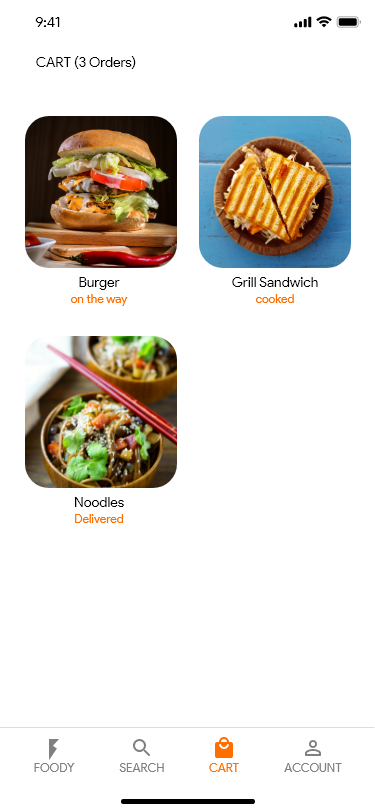 9:41
CART (3 Orders)
Burger
on the way
Grill Sandwich
cooked
Noodles
Delivered
FOODY
SEARCH
CART
ACCOUNT